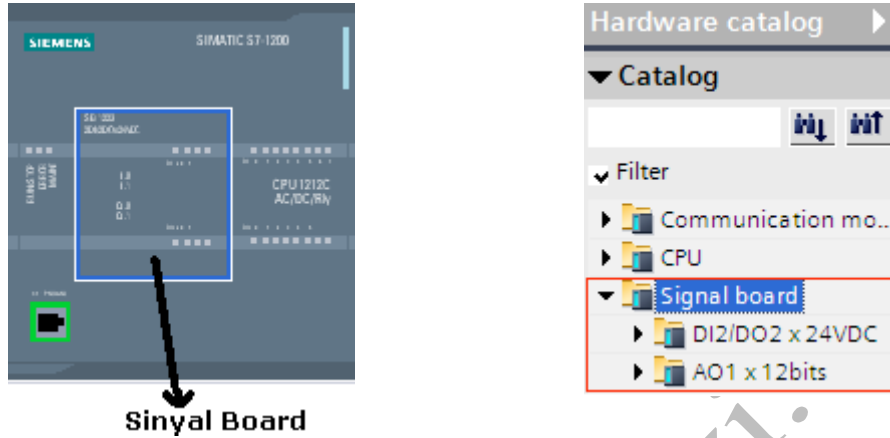 SIEMENS
SIMATIC S7-1200
CPU 1212C
AC/DC/Rly
Sinyal Board
Hardware catalog
Catalog
Filter
Communication mo...
CPU
Signal board
DI2/DO2 x 24VDC
AO1 x 12bits